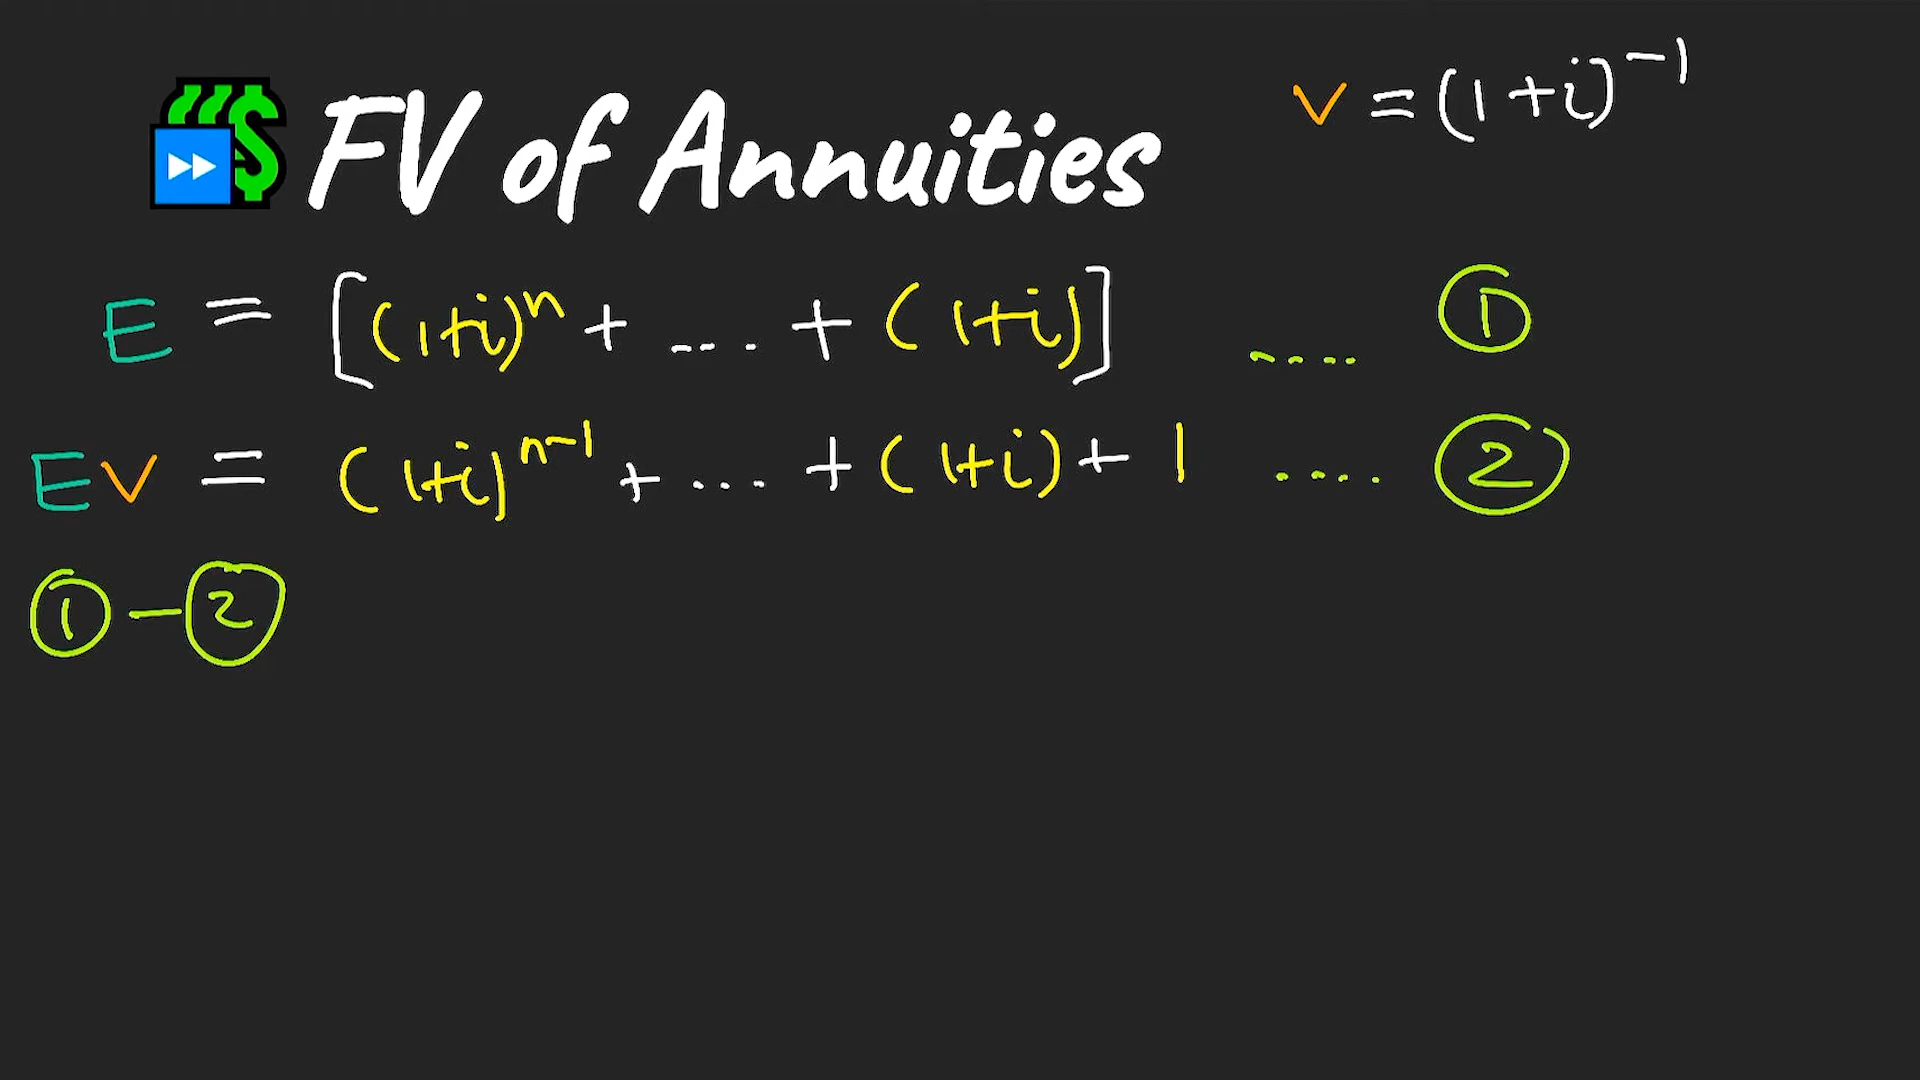 FV of Annuities
v = (1+i)^-1
E = [(1+i)^n + ... + (1+i)] .... ①
Ev = (1+i)^n-1 + ... + (1+i) + 1 .... ②
① - ②